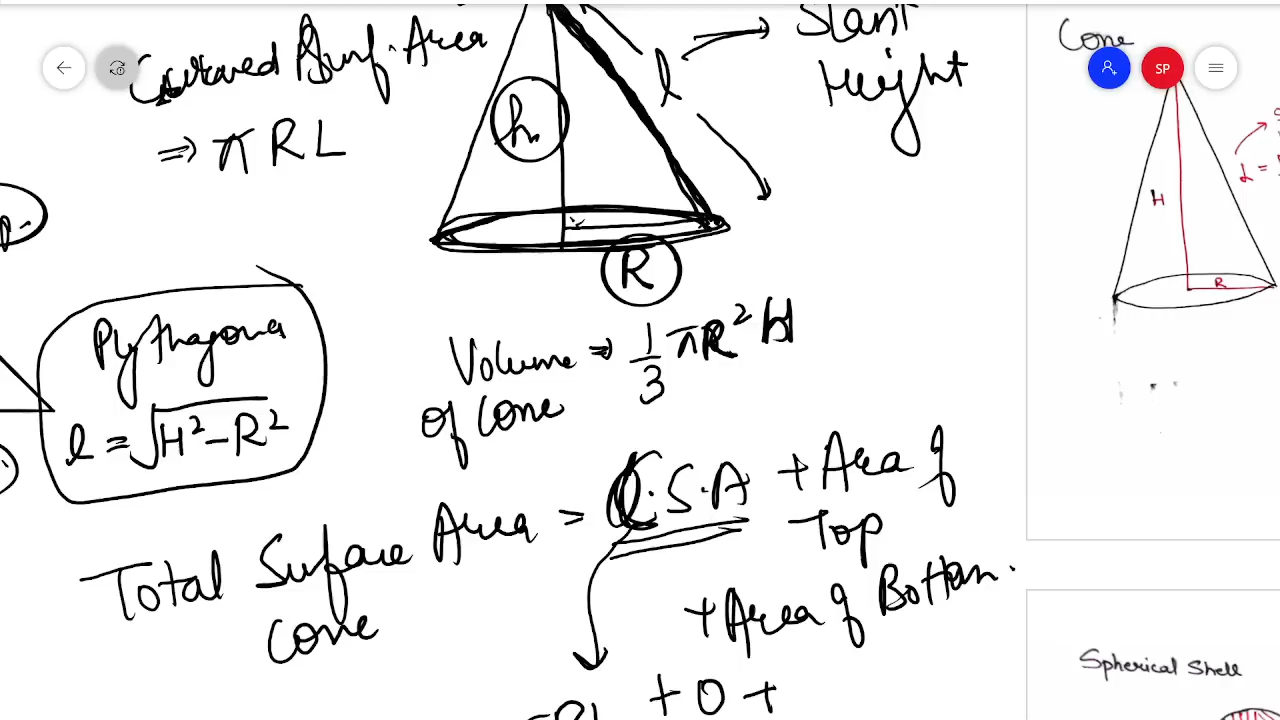 Curved Surf. Area
⇒ π R L
h
l
Slant
Height
R
Pythagoras
l = √H² - R²
Volume ⇒ 1/3 πR² H
of Cone
Total Surface Area = C.S.A + Area of
Cone
Top
+ Area of Bottom.
+ 0 +
Cone
SP
H
R
Spherical Shell